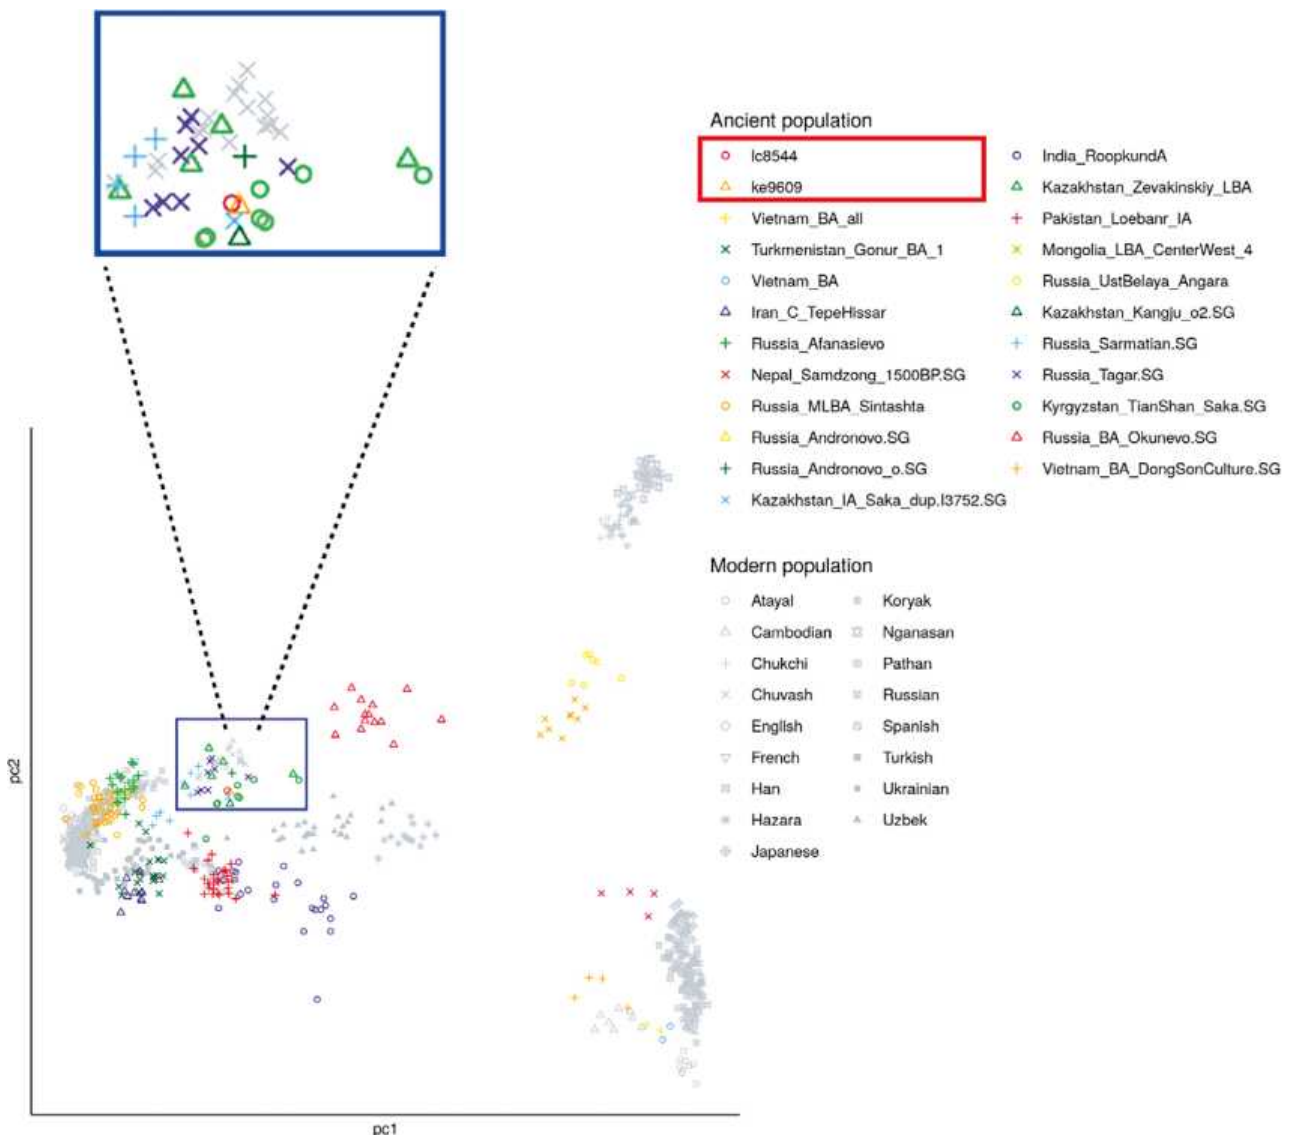 Ancient population
lc8544
ke9609
Vietnam_BA_all
Turkmenistan_Gonur_BA_1
Vietnam_BA
Iran_C_TepeHissar
Russia_Afanasievo
Nepal_Samdzong_1500BP.SG
Russia_MLBA_Sintashta
Russia_Andronovo.SG
Russia_Andronovo_o.SG
Kazakhstan_IA_Saka_dup.I3752.SG
India_RoopkundA
Kazakhstan_Zevakinskiy_LBA
Pakistan_Loebanr_IA
Mongolia_LBA_CenterWest_4
Russia_UstBelaya_Angara
Kazakhstan_Kangju_o2.SG
Russia_Sarmatian.SG
Russia_Tagar.SG
Kyrgyzstan_TianShan_Saka.SG
Russia_BA_Okunevo.SG
Vietnam_BA_DongSonCulture.SG
Modern population
Atayal
Cambodian
Chukchi
Chuvash
English
French
Han
Hazara
Japanese
Koryak
Nganasan
Pathan
Russian
Spanish
Turkish
Ukrainian
Uzbek
pc2
pc1